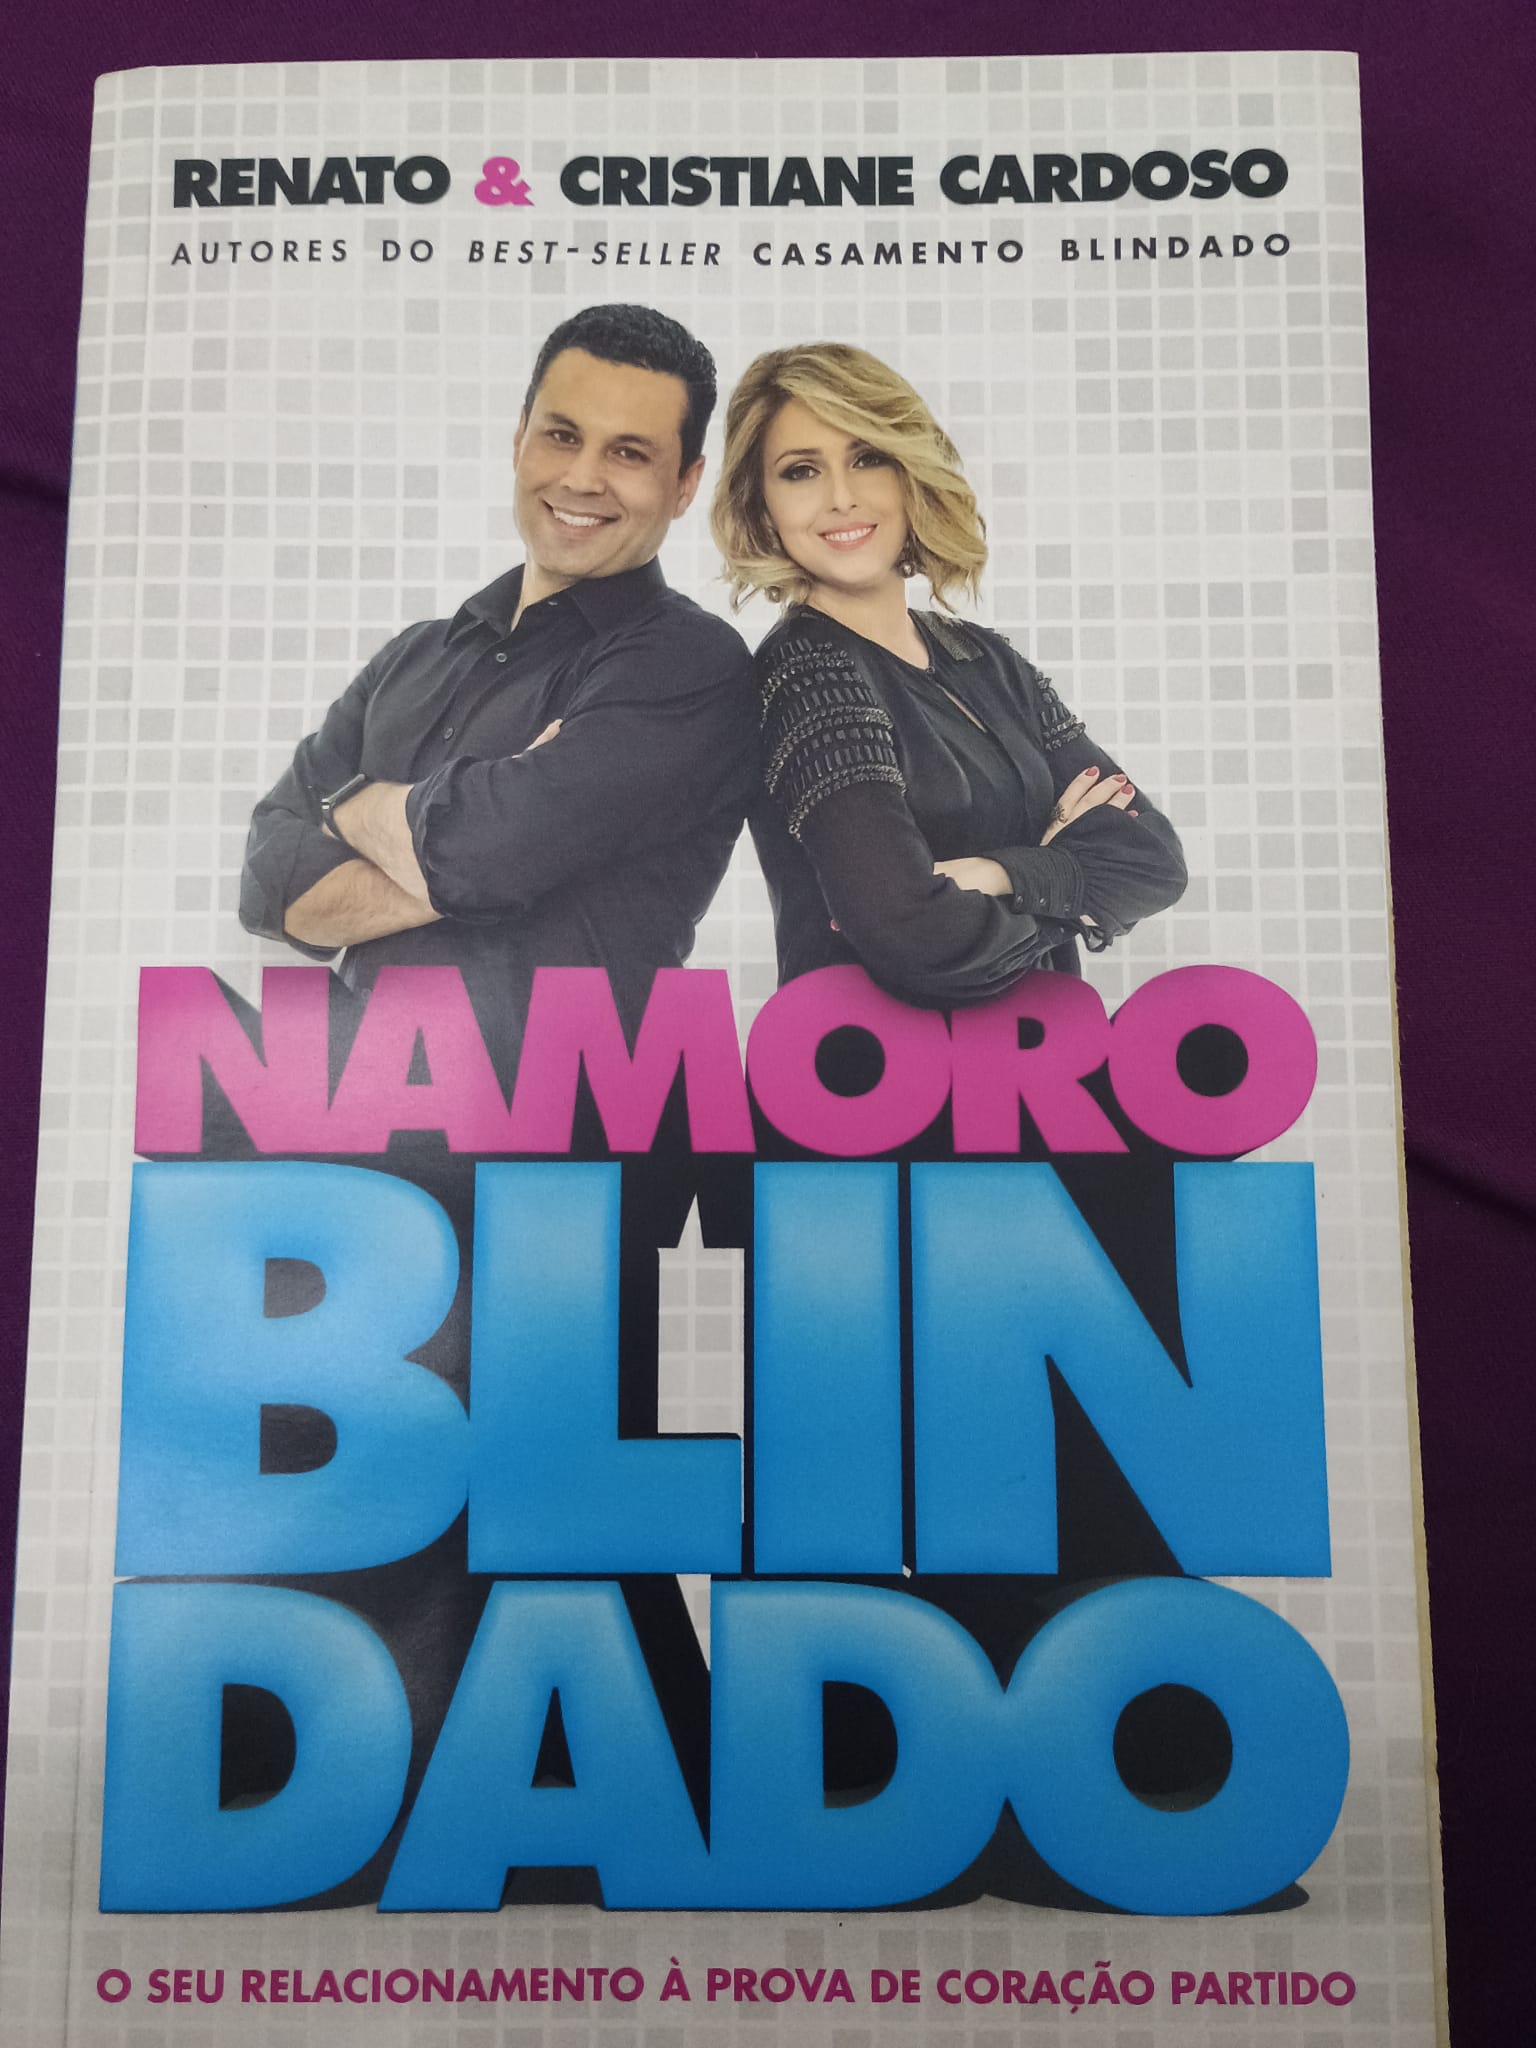 RENATO & CRISTIANE CARDOSO
AUTORES DO BEST-SELLER CASAMENTO BLINDADO
NAMORO
BLIN
DADO
O SEU RELACIONAMENTO À PROVA DE CORAÇÃO PARTIDO